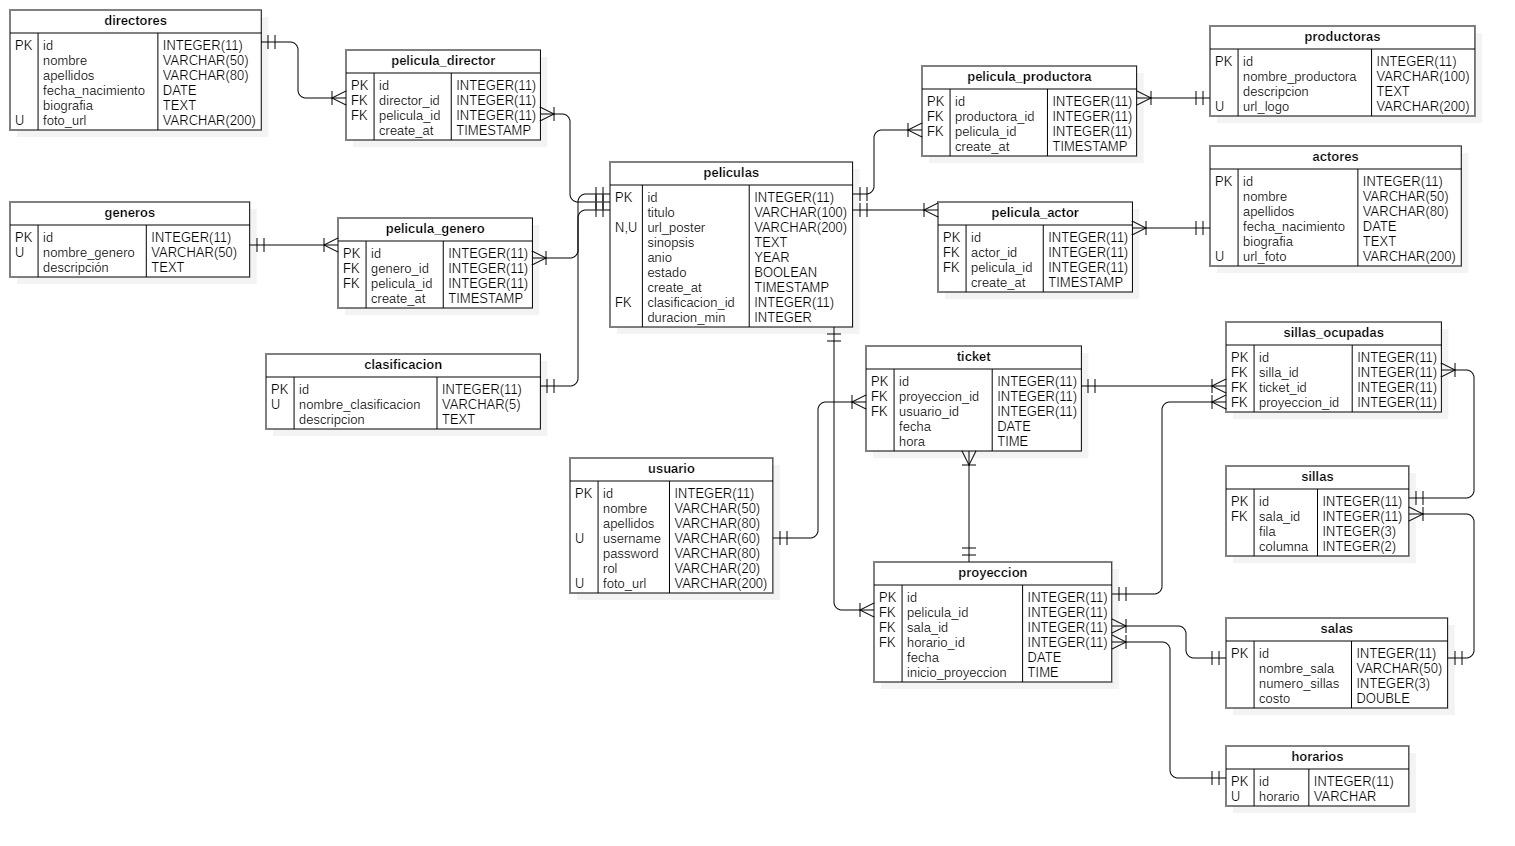 directores
PK id INTEGER(11)
nombre VARCHAR(50)
apellidos VARCHAR(80)
fecha_nacimiento DATE
biografia TEXT
U foto_url VARCHAR(200)
pelicula_director
PK id INTEGER(11)
FK director_id INTEGER(11)
FK pelicula_id INTEGER(11)
create_at TIMESTAMP
generos
PK id INTEGER(11)
U nombre_genero VARCHAR(50)
descripción TEXT
pelicula_genero
PK id INTEGER(11)
FK genero_id INTEGER(11)
FK pelicula_id INTEGER(11)
create_at TIMESTAMP
clasificacion
PK id INTEGER(11)
U nombre_clasificacion VARCHAR(5)
descripcion TEXT
peliculas
PK id INTEGER(11)
titulo VARCHAR(100)
N,U url_poster VARCHAR(200)
sinopsis TEXT
anio YEAR
estado BOOLEAN
create_at TIMESTAMP
FK clasificacion_id INTEGER(11)
duracion_min INTEGER
pelicula_productora
PK id INTEGER(11)
FK productora_id INTEGER(11)
FK pelicula_id INTEGER(11)
create_at TIMESTAMP
productoras
PK id INTEGER(11)
nombre_productora VARCHAR(100)
descripcion TEXT
U url_logo VARCHAR(200)
pelicula_actor
PK id INTEGER(11)
FK actor_id INTEGER(11)
FK pelicula_id INTEGER(11)
create_at TIMESTAMP
actores
PK id INTEGER(11)
nombre VARCHAR(50)
apellidos VARCHAR(80)
fecha_nacimiento DATE
biografia TEXT
U url_foto VARCHAR(200)
usuario
PK id INTEGER(11)
nombre VARCHAR(50)
apellidos VARCHAR(80)
U username VARCHAR(60)
password VARCHAR(80)
rol VARCHAR(20)
U foto_url VARCHAR(200)
ticket
PK id INTEGER(11)
FK proyeccion_id INTEGER(11)
FK usuario_id INTEGER(11)
fecha DATE
hora TIME
sillas_ocupadas
PK id INTEGER(11)
FK silla_id INTEGER(11)
FK ticket_id INTEGER(11)
FK proyeccion_id INTEGER(11)
sillas
PK id INTEGER(11)
FK sala_id INTEGER(11)
fila INTEGER(3)
columna INTEGER(2)
proyeccion
PK id INTEGER(11)
FK pelicula_id INTEGER(11)
FK sala_id INTEGER(11)
FK horario_id INTEGER(11)
fecha DATE
inicio_proyeccion TIME
salas
PK id INTEGER(11)
nombre_sala VARCHAR(50)
numero_sillas INTEGER(3)
costo DOUBLE
horarios
PK id INTEGER(11)
U horario VARCHAR